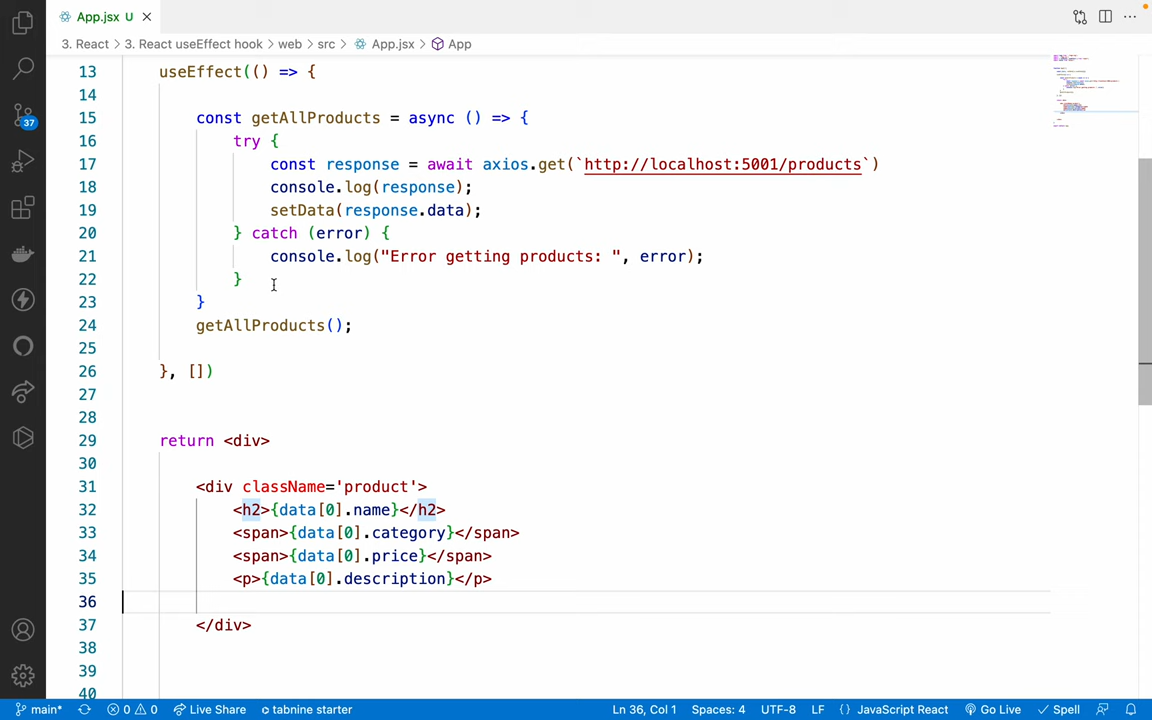 App.jsx U
3. React > 3. React useEffect hook > web > src > App.jsx > App
37
13 useEffect(() => {
14
15 const getAllProducts = async () => {
16 try {
17 const response = await axios.get(`http://localhost:5001/products`)
18 console.log(response);
19 setData(response.data);
20 } catch (error) {
21 console.log("Error getting products: ", error);
22 }
23 }
24 getAllProducts();
25
26 }, [])
27
28
29 return <div>
30
31 <div className='product'>
32 <h2>{data[0].name}</h2>
33 <span>{data[0].category}</span>
34 <span>{data[0].price}</span>
35 <p>{data[0].description}</p>
36
37 </div>
38
39
40
main* 0 0 Live Share tabnine starter Ln 36, Col 1 Spaces: 4 UTF-8 LF {} JavaScript React Go Live Spell